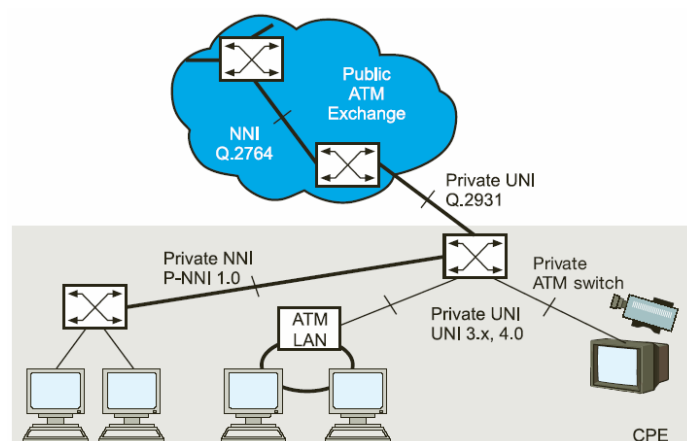 Public
ATM
Exchange
NNI
Q.2764
Private UNI
Q.2931
Private NNI
P-NNI 1.0
Private
ATM switch
ATM
LAN
Private UNI
UNI 3.x, 4.0
CPE